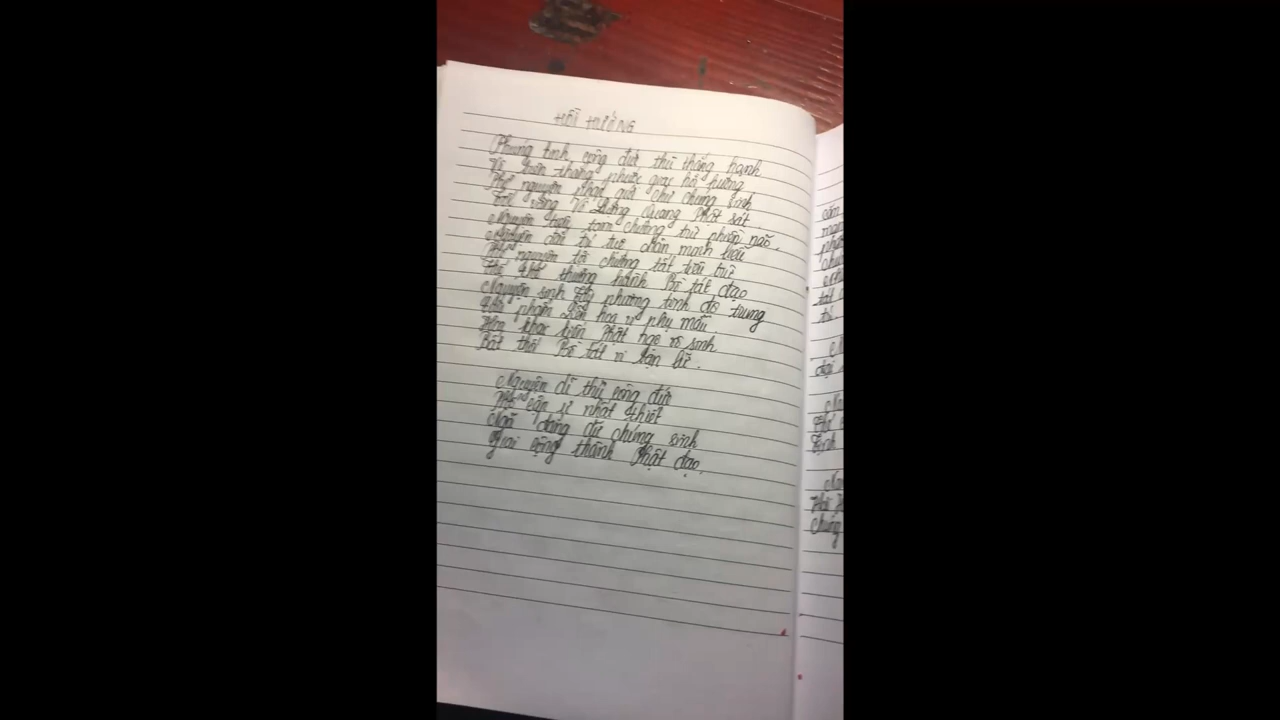 HỒI HƯỚNG
Phóng sinh công đức thù thắng hạnh
Vô biên thắng phước giai hồi hướng
Phổ nguyện pháp giới chư chúng sinh
Tốc vãng Vô Lượng Quang Phật sát.
Nguyện tiêu tam chướng trừ phiền não.
Nguyện đắc trí tuệ chân minh liễu
Phổ nguyện tội chướng tất tiêu trừ
Thế thế thường hành Bồ tát đạo
Nguyện sinh Tây phương tịnh độ trung
Cửu phẩm liên hoa vi phụ mẫu.
Hoa khai kiến Phật ngộ vô sinh
Bất thối Bồ tát vi bạn lữ.
Nguyện dĩ thử công đức
Phổ cập ư nhất thiết
Ngã đẳng dữ chúng sinh
Giai cộng thành Phật đạo.